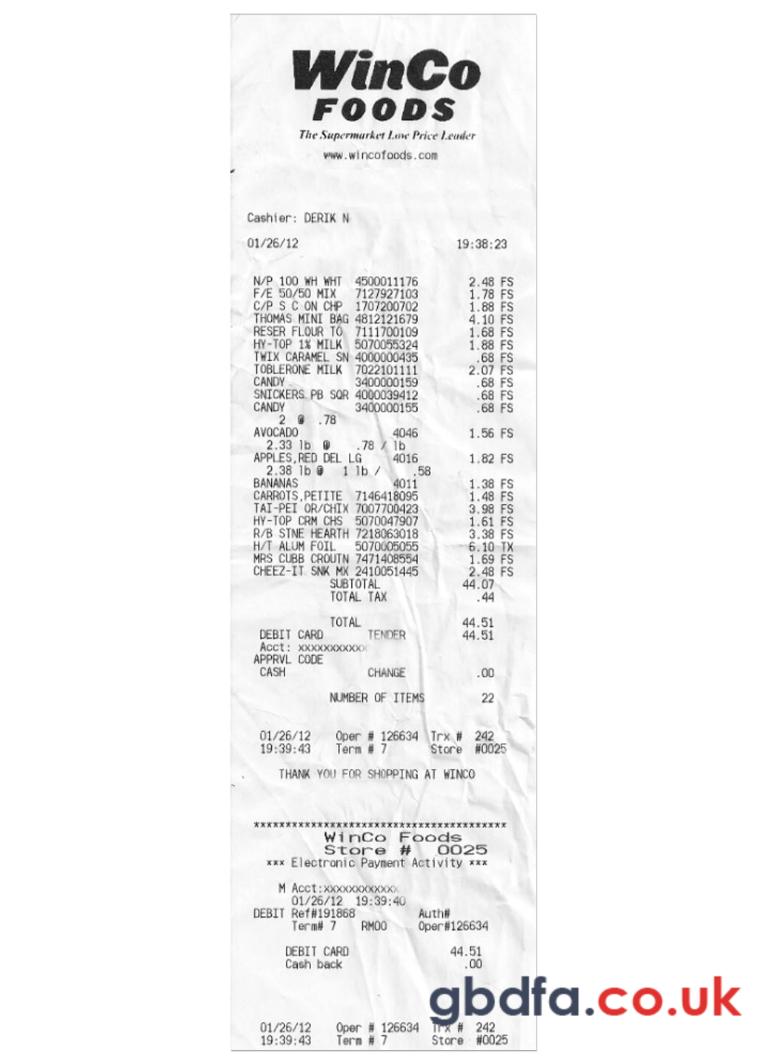 WinCo
FOODS
The Supermarket Low Price Leader
www.wincofoods.com
Cashier: DERIK N
01/26/12 19:38:23
N/P 100 WH WHT 4500011176 2.48 FS
F/E 50/50 MIX 7127927103 1.78 FS
C/P S C ON CHP 1707200702 1.88 FS
THOMAS MINI BAG 4812121679 4.10 FS
RESER FLOUR TO 7111700109 1.68 FS
HY-TOP 1% MILK 5070055324 1.88 FS
TWIX CARAMEL SN 4000000435 .68 FS
TOBLERONE MILK 7022101111 2.07 FS
CANDY 3400000159 .68 FS
SNICKERS PB SQR 4000039412 .68 FS
CANDY 3400000155 .68 FS
2 @ .78
AVOCADO 4046 1.56 FS
2.33 lb @ .78 / lb
APPLES,RED DEL LG 4016 1.82 FS
2.38 lb @ 1 lb / .58
BANANAS 4011 1.38 FS
CARROTS,PETITE 7146418095 1.48 FS
TAI-PEI OR/CHIX 7007700423 3.98 FS
HY-TOP CRM CHS 5070047907 1.61 FS
R/B STNE HEARTH 7218063018 3.38 FS
H/T ALUM FOIL 5070005055 6.10 TX
MRS CUBB CROUTN 7471408554 1.69 FS
CHEEZ-IT SNK MX 2410051445 2.48 FS
SUBTOTAL 44.07
TOTAL TAX .44
TOTAL 44.51
DEBIT CARD TENDER 44.51
Acct: xxxxxxxxxxx
APPRVL CODE
CASH CHANGE .00
NUMBER OF ITEMS 22
01/26/12 Oper # 126634 Trx # 242
19:39:43 Term # 7 Store #0025
THANK YOU FOR SHOPPING AT WINCO
****************************************
WinCo Foods
Store # 0025
*** Electronic Payment Activity ***
M Acct:xxxxxxxxxxxx
01/26/12 19:39:40
DEBIT Ref#191868 Auth#
Term# 7 RM00 Oper#126634
DEBIT CARD 44.51
Cash back .00
gbdfa.co.uk
01/26/12 Oper # 126634 Trx # 242
19:39:43 Term # 7 Store #0025